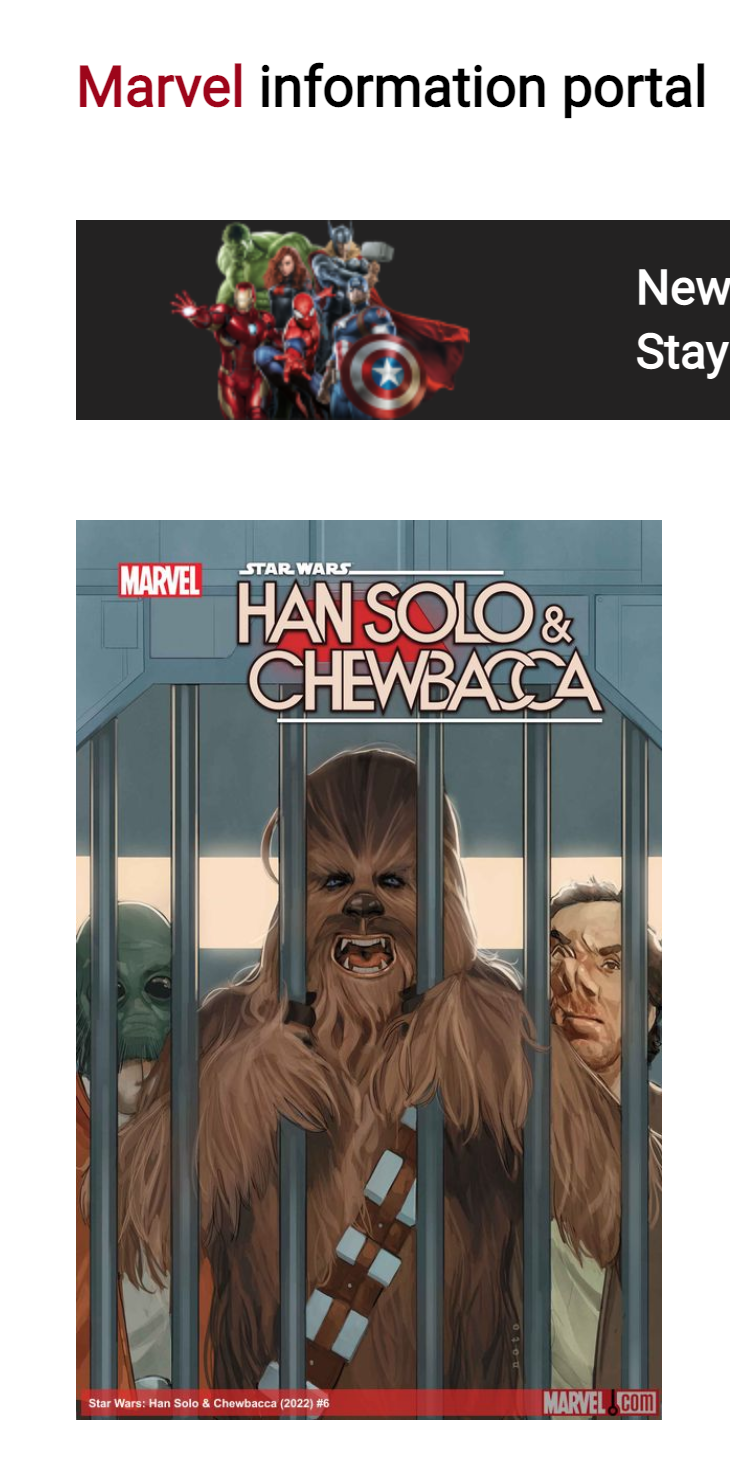 Marvel information portal
New
Stay
MARVEL
STAR WARS
HAN SOLO &
CHEWBACCA
noto
Star Wars: Han Solo & Chewbacca (2022) #6
MARVEL.com